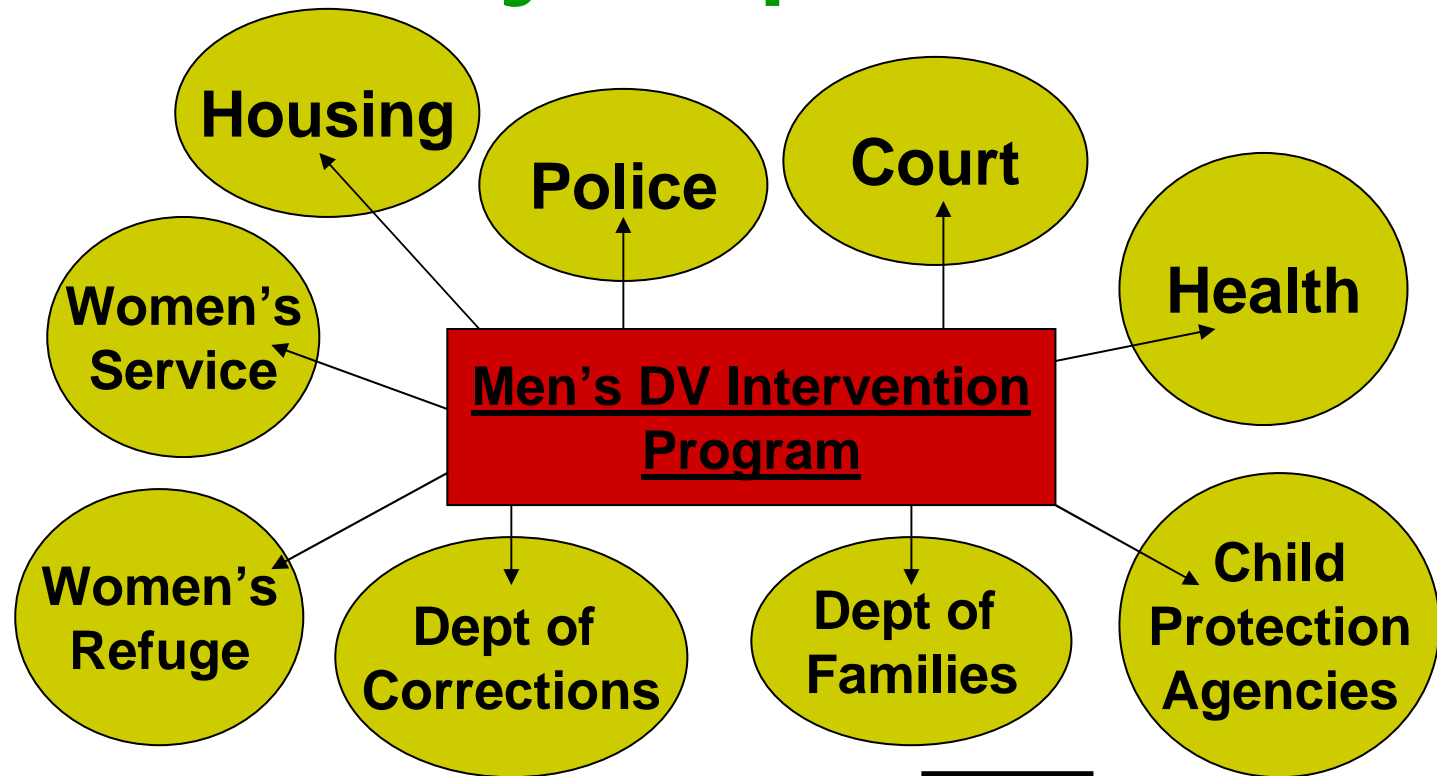 Housing
Police
Court
Health
Women’s
Service
Men’s DV Intervention
Program
Women’s
Refuge
Dept of
Corrections
Dept of
Families
Child
Protection
Agencies